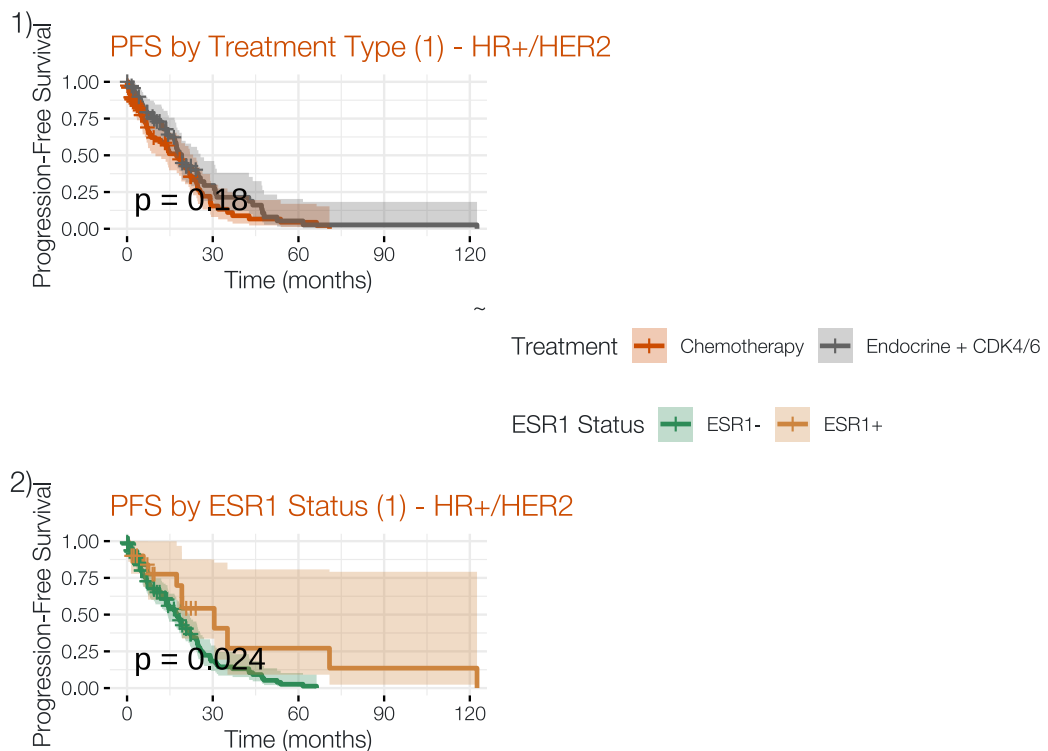 1)
PFS by Treatment Type (1) - HR+/HER2
Progression-Free Survival
1.00
0.75
0.50
0.25
0.00
p = 0.18
0 30 60 90 120
Time (months)
~
Treatment Chemotherapy Endocrine + CDK4/6
ESR1 Status ESR1- ESR1+
2)
PFS by ESR1 Status (1) - HR+/HER2
Progression-Free Survival
1.00
0.75
0.50
0.25
0.00
p = 0.024
0 30 60 90 120
Time (months)